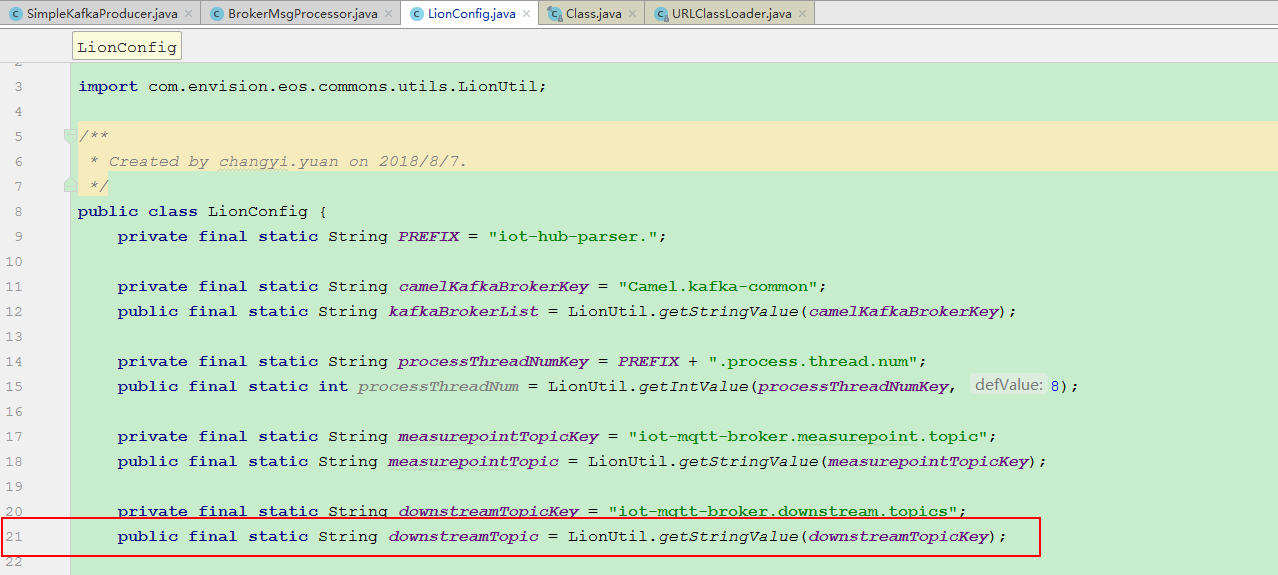 SimpleKafkaProducer.java BrokerMsgProcessor.java LionConfig.java Class.java URLClassLoader.java
LionConfig
2
3 import com.envision.eos.commons.utils.LionUtil;
4
5 /**
6 * Created by changyi.yuan on 2018/8/7.
7 */
8 public class LionConfig {
9 private final static String PREFIX = "iot-hub-parser.";
10
11 private final static String camelKafkaBrokerKey = "Camel.kafka-common";
12 public final static String kafkaBrokerList = LionUtil.getStringValue(camelKafkaBrokerKey);
13
14 private final static String processThreadNumKey = PREFIX + ".process.thread.num";
15 public final static int processThreadNum = LionUtil.getIntValue(processThreadNumKey, defValue: 8);
16
17 private final static String measurepointTopicKey = "iot-mqtt-broker.measurepoint.topic";
18 public final static String measurepointTopic = LionUtil.getStringValue(measurepointTopicKey);
19
20 private final static String downstreamTopicKey = "iot-mqtt-broker.downstream.topics";
21 public final static String downstreamTopic = LionUtil.getStringValue(downstreamTopicKey);
22